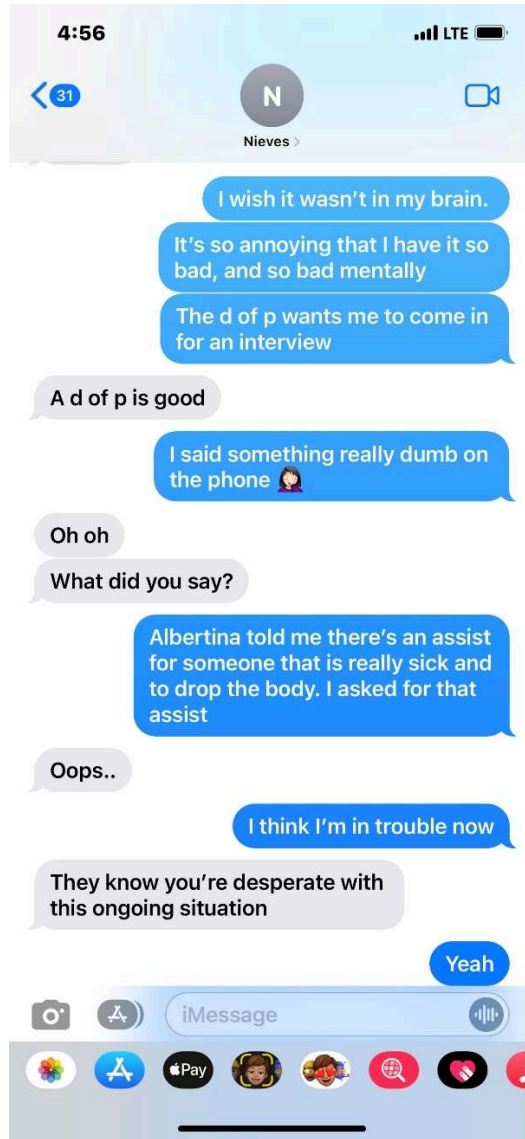 4:56
LTE
31
N
Nieves
I wish it wasn't in my brain.
It's so annoying that I have it so
bad, and so bad mentally
The d of p wants me to come in
for an interview
A d of p is good
I said something really dumb on
the phone 🤦🏻‍♀️
Oh oh
What did you say?
Albertina told me there's an assist
for someone that is really sick and
to drop the body. I asked for that
assist
Oops..
I think I'm in trouble now
They know you're desperate with
this ongoing situation
Yeah
iMessage
Pay